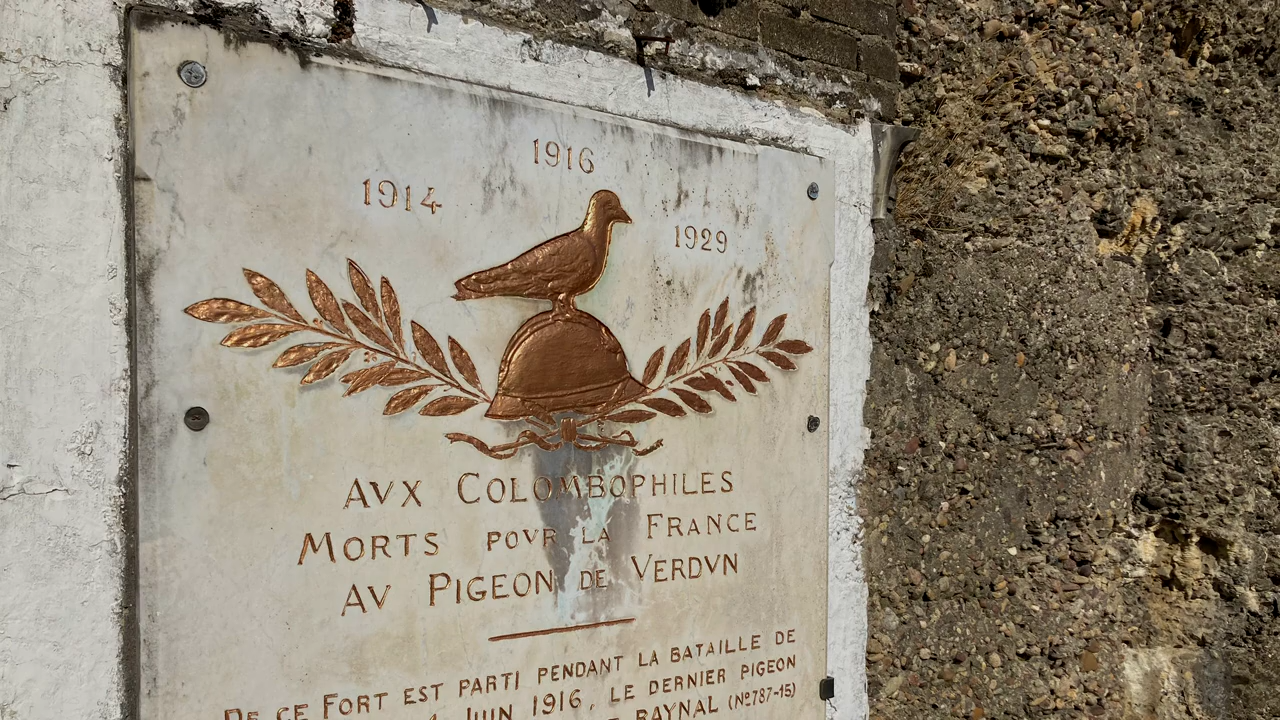 1916
1914
1929
AVX COLOMBOPHILES
MORTS POVR LA FRANCE
AV PIGEON DE VERDVN
DE CE FORT EST PARTI PENDANT LA BATAILLE DE
JUIN 1916, LE DERNIER PIGEON
RAYNAL (No787-15)